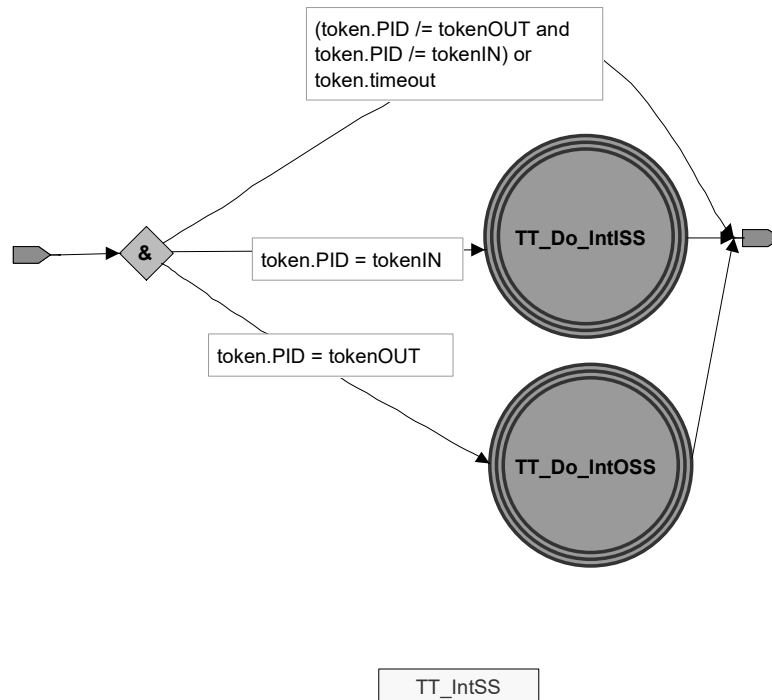 (token.PID /= tokenOUT and
token.PID /= tokenIN) or
token.timeout
TT_Do_IntISS
&
token.PID = tokenIN
token.PID = tokenOUT
TT_Do_IntOSS
TT_IntSS